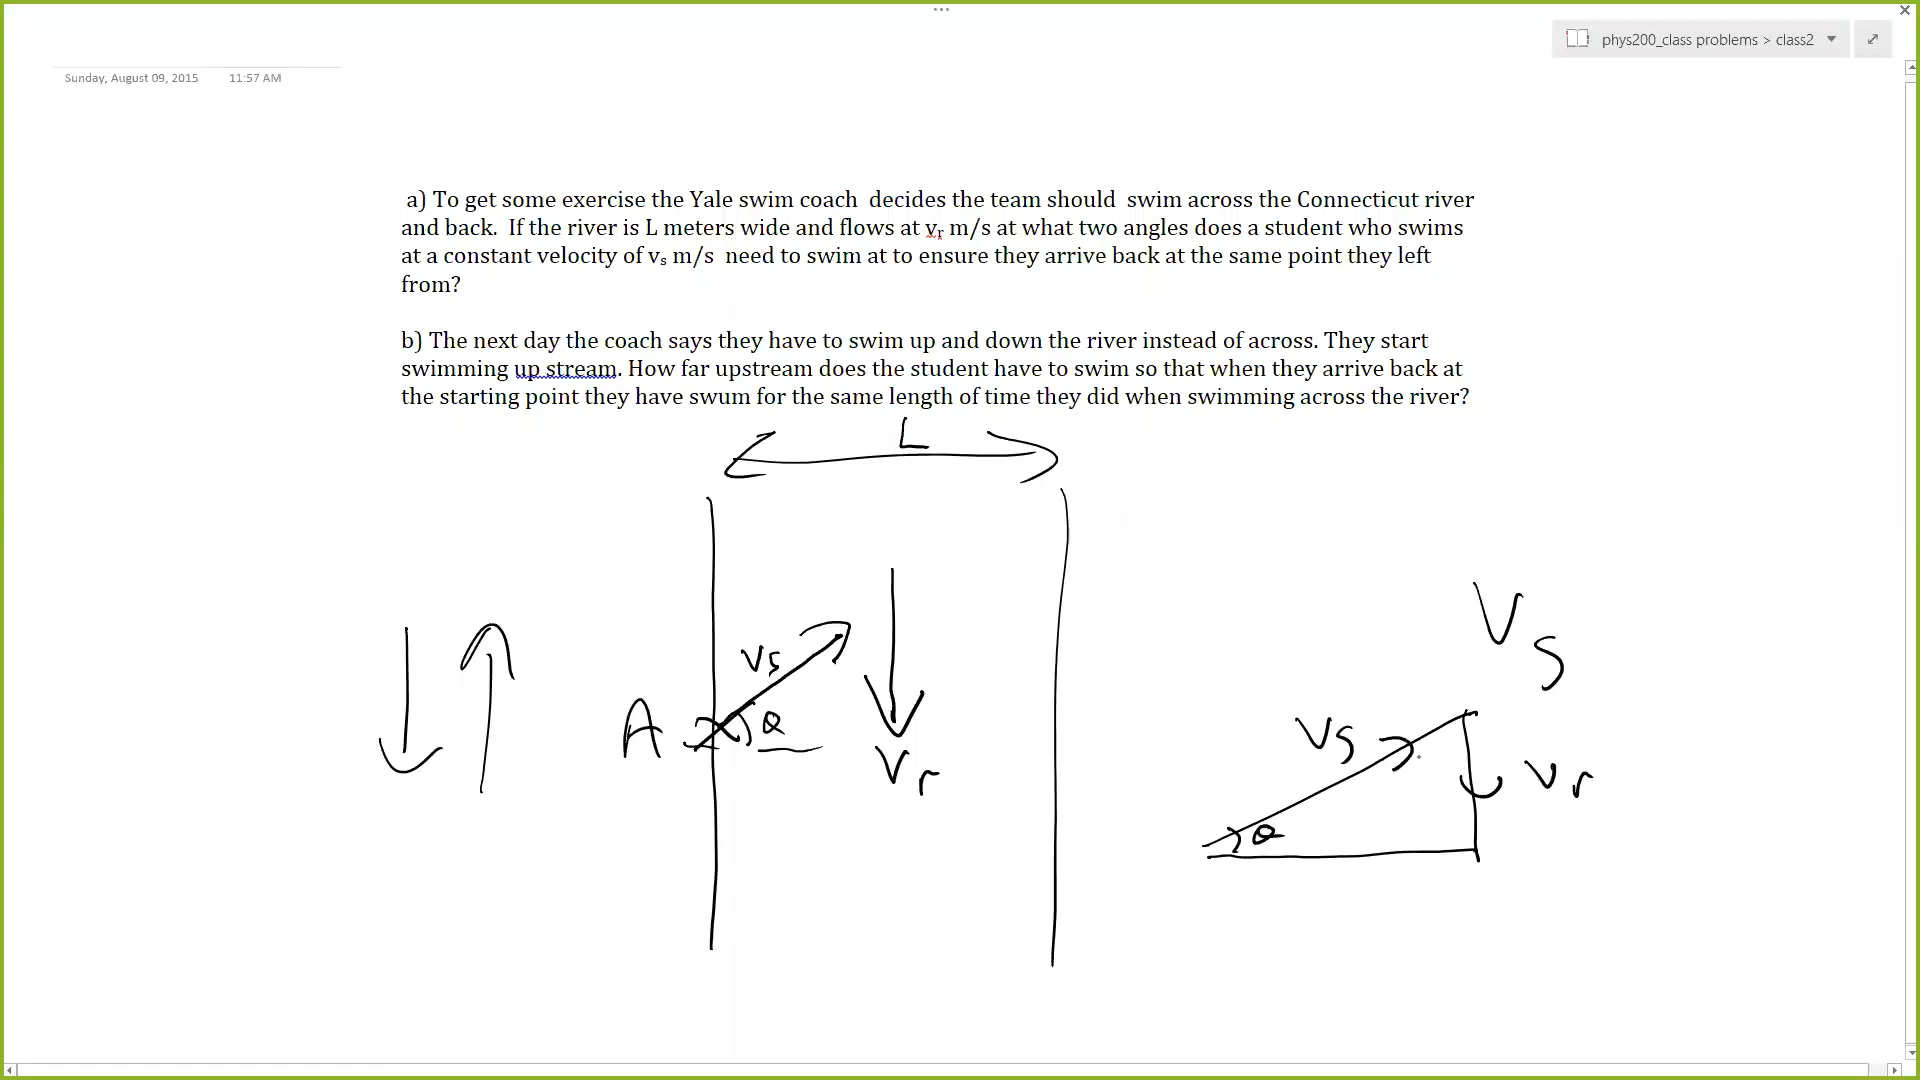 phys200_class problems > class2
Sunday, August 09, 2015 11:57 AM
a) To get some exercise the Yale swim coach decides the team should swim across the Connecticut river
and back. If the river is L meters wide and flows at vᵣ m/s at what two angles does a student who swims
at a constant velocity of vₛ m/s need to swim at to ensure they arrive back at the same point they left
from?
b) The next day the coach says they have to swim up and down the river instead of across. They start
swimming up stream. How far upstream does the student have to swim so that when they arrive back at
the starting point they have swum for the same length of time they did when swimming across the river?
L
Vs
Vs
A
θ
Vr
Vs
Vr
θ